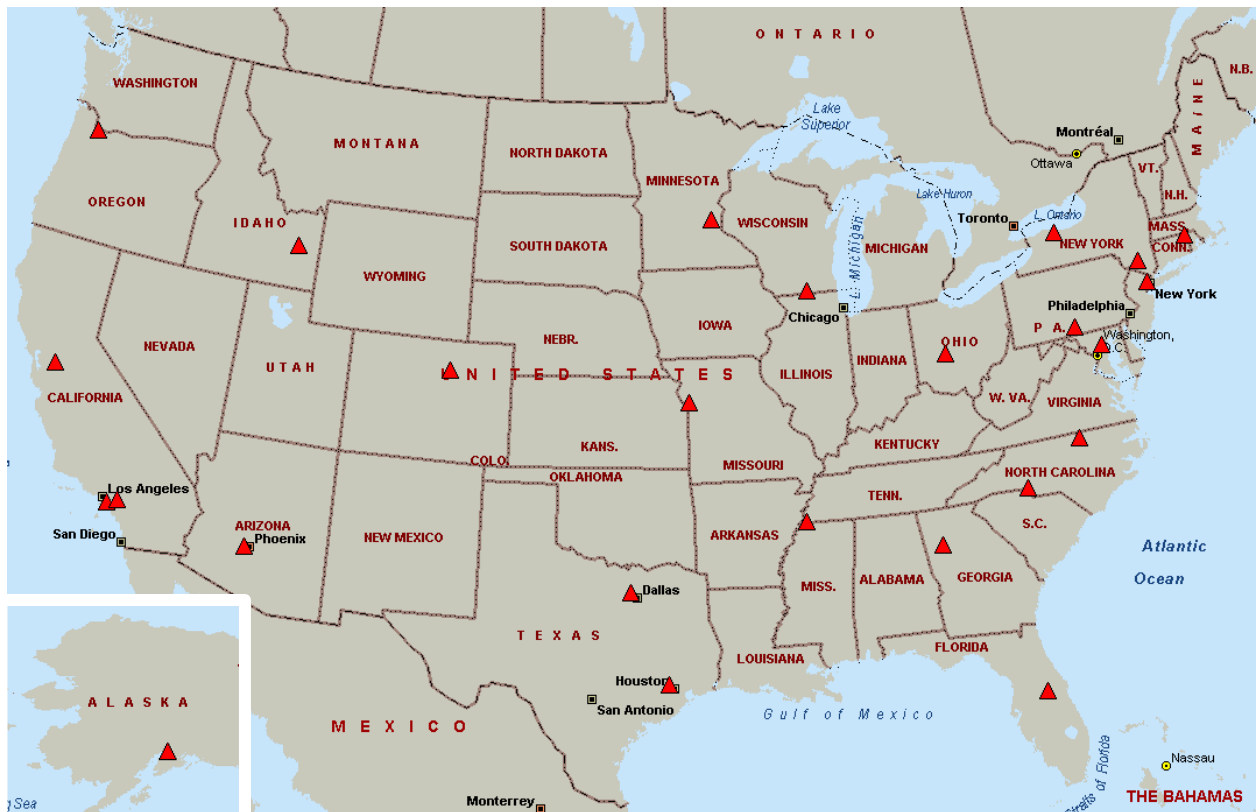 ONTARIO
N.B.
WASHINGTON
Lake
Superior
MAINE
Montréal
Ottawa
MONTANA
NORTH DAKOTA
VT.
MINNESOTA
Lake Huron
N.H.
OREGON
IDAHO
WISCONSIN
Toronto
L. Ontario
MASS.
L. Michigan
MICHIGAN
NEW YORK
CONN.
SOUTH DAKOTA
WYOMING
New York
Philadelphia
Chicago
IOWA
P A.
Washington,
D.C.
NEBR.
OHIO
NEVADA
UTAH
INDIANA
ILLINOIS
UNITED STATES
CALIFORNIA
W. VA.
VIRGINIA
KENTUCKY
KANS.
COLO.
MISSOURI
NORTH CAROLINA
OKLAHOMA
Los Angeles
TENN.
S.C.
ARIZONA
San Diego
Phoenix
NEW MEXICO
ARKANSAS
Atlantic
Ocean
GEORGIA
ALABAMA
MISS.
Dallas
TEXAS
FLORIDA
LOUISIANA
Houston
ALASKA
San Antonio
Gulf of Mexico
MEXICO
Nassau
Straits of Florida
THE BAHAMAS
Monterrey
g Sea